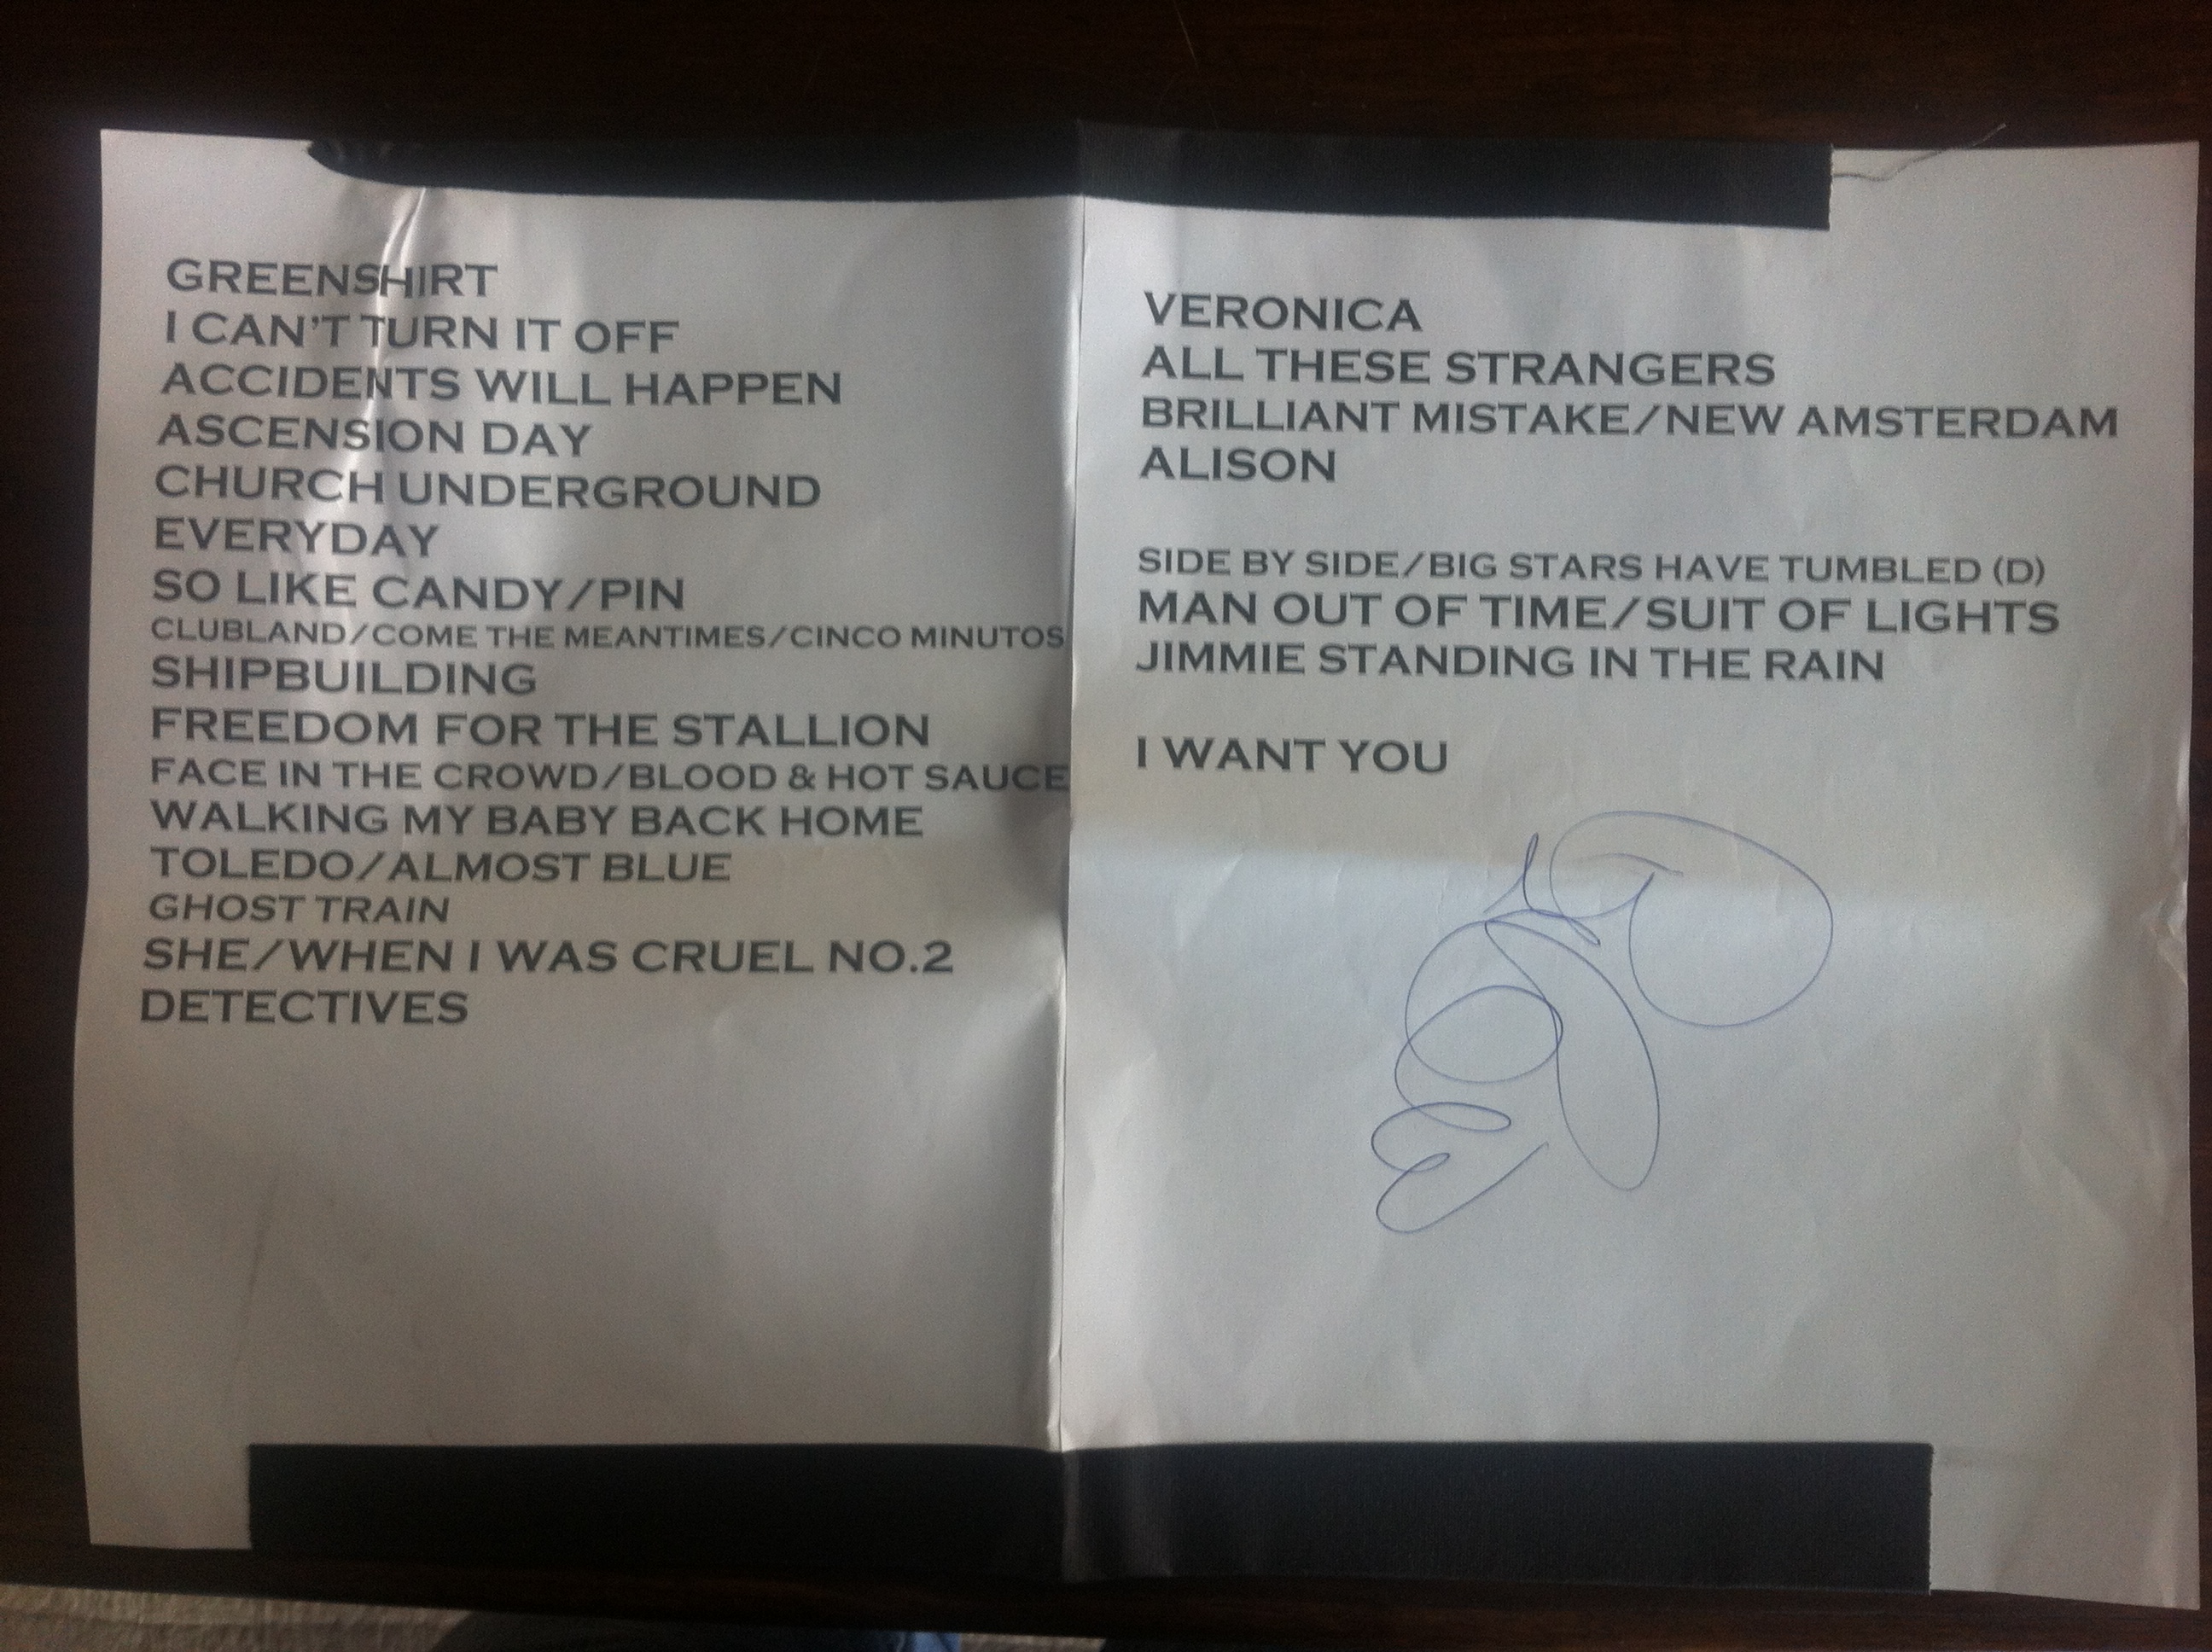 GREENSHIRT
I CAN'T TURN IT OFF
ACCIDENTS WILL HAPPEN
ASCENSION DAY
CHURCH UNDERGROUND
EVERYDAY
SO LIKE CANDY/PIN
CLUBLAND/COME THE MEANTIMES/CINCO MINUTOS
SHIPBUILDING
FREEDOM FOR THE STALLION
FACE IN THE CROWD/BLOOD & HOT SAUCE
WALKING MY BABY BACK HOME
TOLEDO/ALMOST BLUE
GHOST TRAIN
SHE/WHEN I WAS CRUEL NO.2
DETECTIVES
VERONICA
ALL THESE STRANGERS
BRILLIANT MISTAKE/NEW AMSTERDAM
ALISON
SIDE BY SIDE/BIG STARS HAVE TUMBLED (D)
MAN OUT OF TIME/SUIT OF LIGHTS
JIMMIE STANDING IN THE RAIN
I WANT YOU